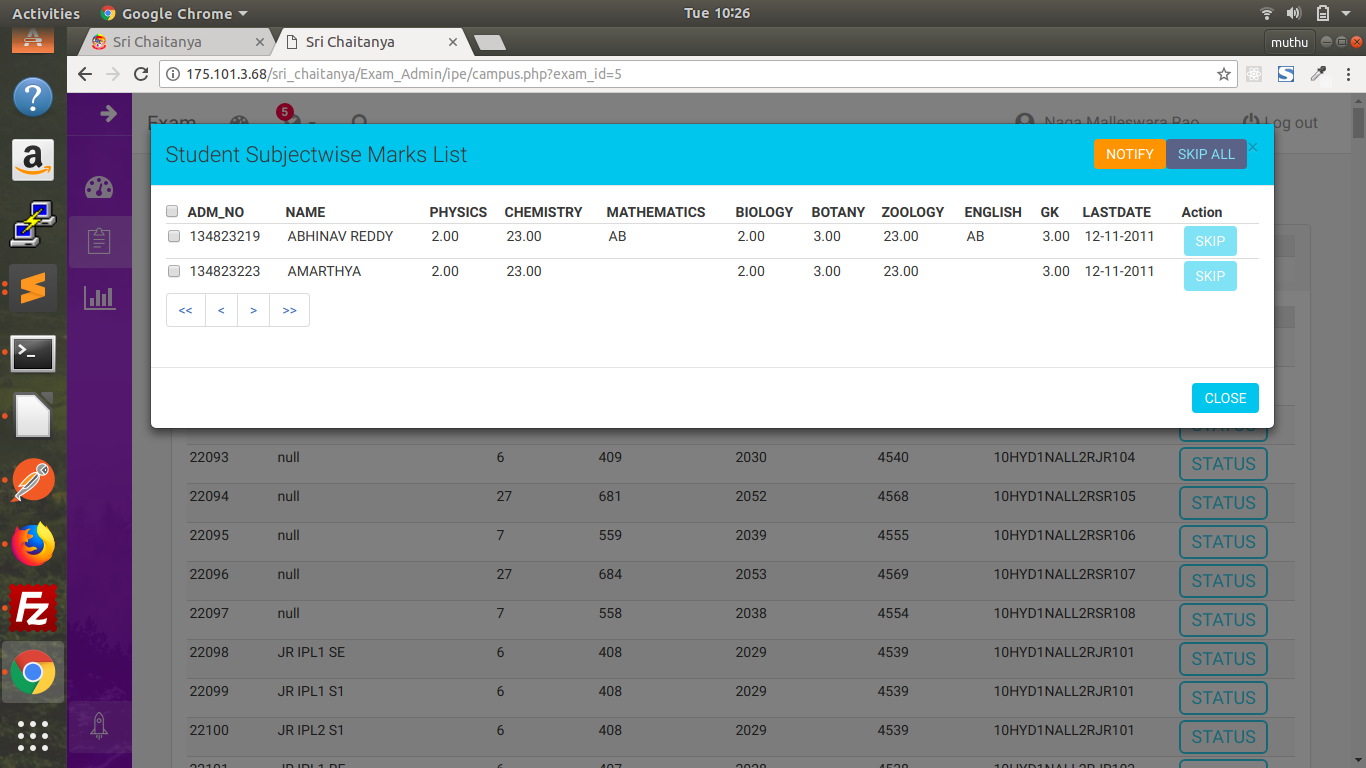 Activities Google Chrome Tue 10:26
Sri Chaitanya Sri Chaitanya muthu
175.101.3.68/sri_chaitanya/Exam_Admin/ipe/campus.php?exam_id=5
5
Exam Naga Malleswara Rao Log out
Student Subjectwise Marks List NOTIFY SKIP ALL ×
ADM_NO NAME PHYSICS CHEMISTRY MATHEMATICS BIOLOGY BOTANY ZOOLOGY ENGLISH GK LASTDATE Action
134823219 ABHINAV REDDY 2.00 23.00 AB 2.00 3.00 23.00 AB 3.00 12-11-2011 SKIP
134823223 AMARTHYA 2.00 23.00 2.00 3.00 23.00 3.00 12-11-2011 SKIP
<< < > >>
CLOSE
STATUS
22093 null 6 409 2030 4540 10HYD1NALL2RJR104 STATUS
22094 null 27 681 2052 4568 10HYD1NALL2RSR105 STATUS
22095 null 7 559 2039 4555 10HYD1NALL2RSR106 STATUS
22096 null 27 684 2053 4569 10HYD1NALL2RSR107 STATUS
22097 null 7 558 2038 4554 10HYD1NALL2RSR108 STATUS
22098 JR IPL1 SE 6 408 2029 4539 10HYD1NALL2RJR101 STATUS
22099 JR IPL1 S1 6 408 2029 4539 10HYD1NALL2RJR101 STATUS
22100 JR IPL2 S1 6 408 2029 4539 10HYD1NALL2RJR101 STATUS